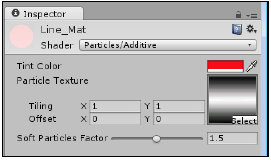 Inspector
Line_Mat
Shader Particles/Additive
Tint Color
Particle Texture
Tiling X 1 Y 1
Offset X 0 Y 0
Select
Soft Particles Factor 1.5